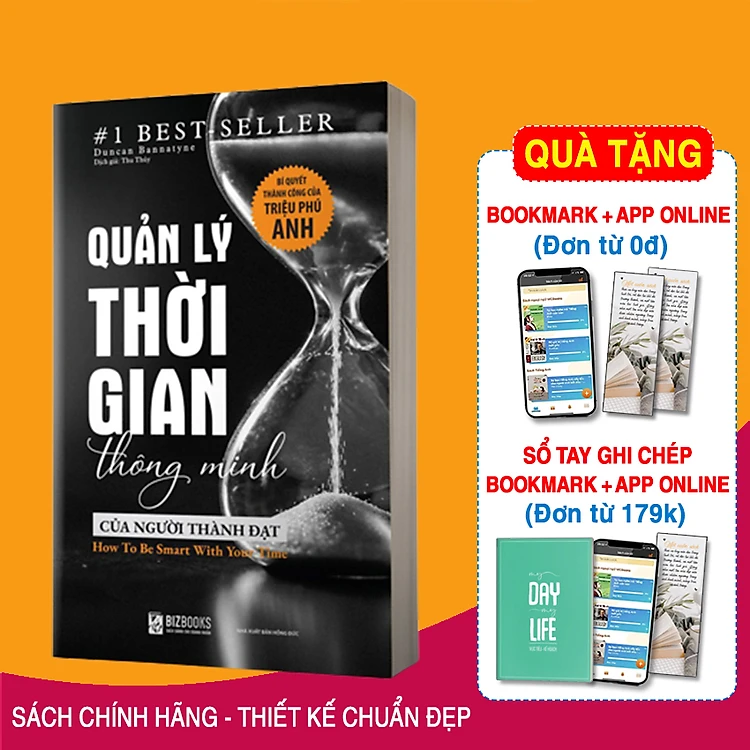 #1 BEST-SELLER
Duncan Bannatyne
Dịch giả: Thu Thủy
BÍ QUYẾT
THÀNH CÔNG CỦA
TRIỆU PHÚ
ANH
QUẢN LÝ
THỜI
GIAN
thông minh
CỦA NGƯỜI THÀNH ĐẠT
How To Be Smart With Your Time
BIZBOOKS
NHÀ XUẤT BẢN HỒNG ĐỨC
QUÀ TẶNG
BOOKMARK + APP ONLINE
(Đơn từ 0đ)
SỔ TAY GHI CHÉP
BOOKMARK + APP ONLINE
(Đơn từ 179k)
my
DAY
my
LIFE
SÁCH CHÍNH HÃNG - THIẾT KẾ CHUẨN ĐẸP